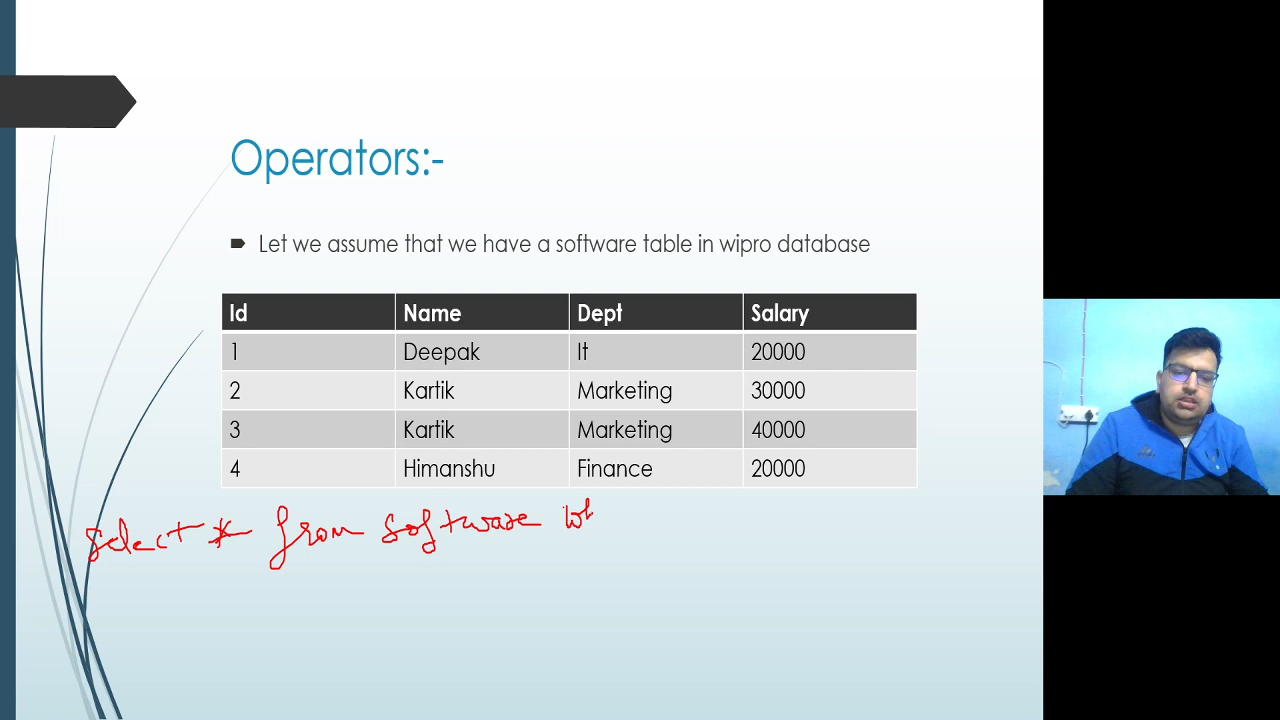 Operators:-
Let we assume that we have a software table in wipro database
Id Name Dept Salary
1 Deepak It 20000
2 Kartik Marketing 30000
3 Kartik Marketing 40000
4 Himanshu Finance 20000
select * from software wh